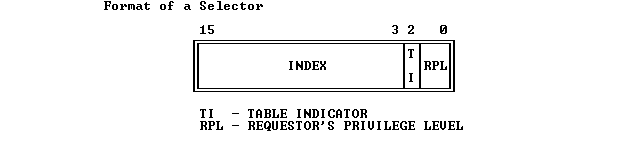 Format of a Selector
15 3 2 0
INDEX
T
I
RPL
TI - TABLE INDICATOR
RPL - REQUESTOR'S PRIVILEGE LEVEL